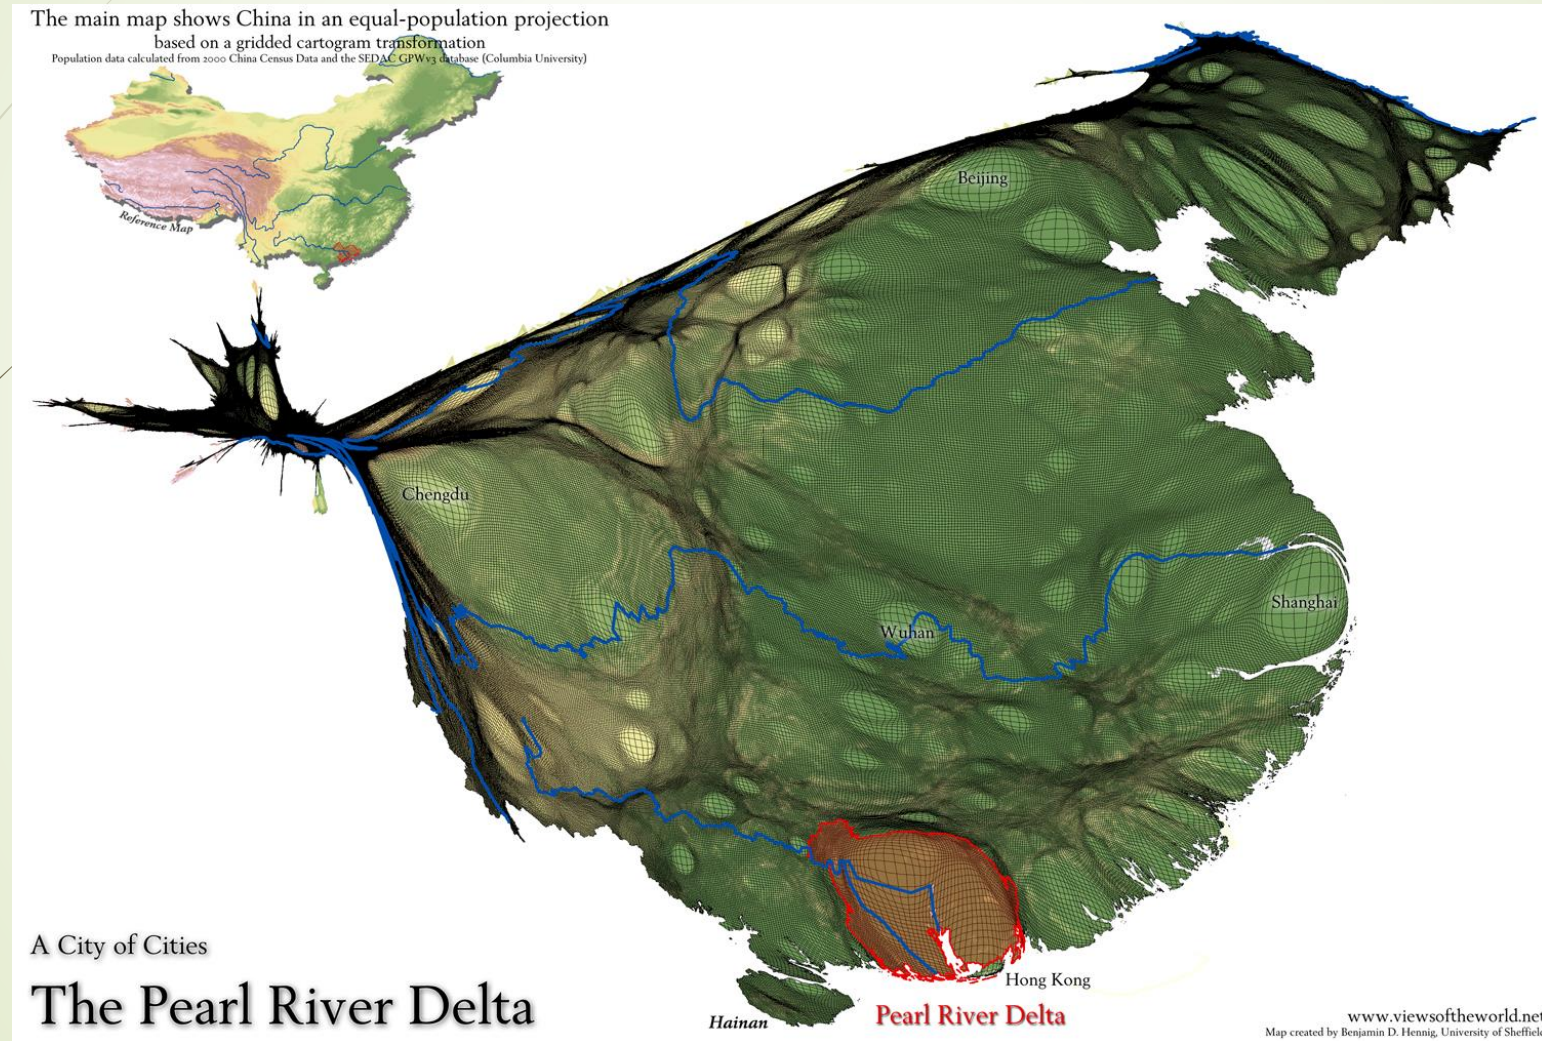 The main map shows China in an equal-population projection
based on a gridded cartogram transformation
Population data calculated from 2000 China Census Data and the SEDAC GPWv3 database (Columbia University)
Reference Map
Beijing
Chengdu
Shanghai
Wuhan
A City of Cities
The Pearl River Delta
Hong Kong
Hainan
Pearl River Delta
www.viewsoftheworld.net
Map created by Benjamin D. Hennig, University of Sheffield